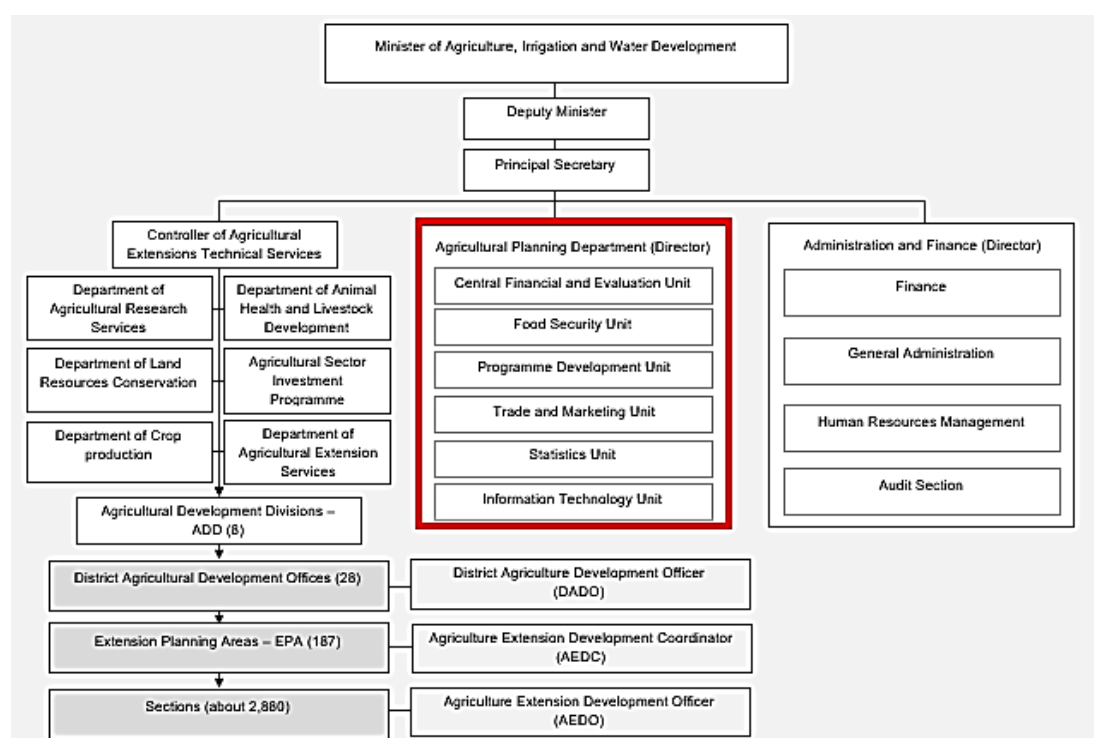 Minister of Agriculture, Irrigation and Water Development
Deputy Minister
Principal Secretary
Controller of Agricultural
Extensions Technical Services
Department of
Agricultural Research
Services
Department of Animal
Health and Livestock
Development
Department of Land
Resources Conservation
Agricultural Sector
Investment
Programme
Department of Crop
production
Department of
Agricultural Extension
Services
Agricultural Planning Department (Director)
Central Financial and Evaluation Unit
Food Security Unit
Programme Development Unit
Trade and Marketing Unit
Statistics Unit
Information Technology Unit
Administration and Finance (Director)
Finance
General Administration
Human Resources Management
Audit Section
Agricultural Development Divisions –
ADD (8)
District Agricultural Development Offices (28)
District Agriculture Development Officer
(DADO)
Extension Planning Areas – EPA (187)
Agriculture Extension Development Coordinator
(AEDC)
Sections (about 2,880)
Agriculture Extension Development Officer
(AEDO)